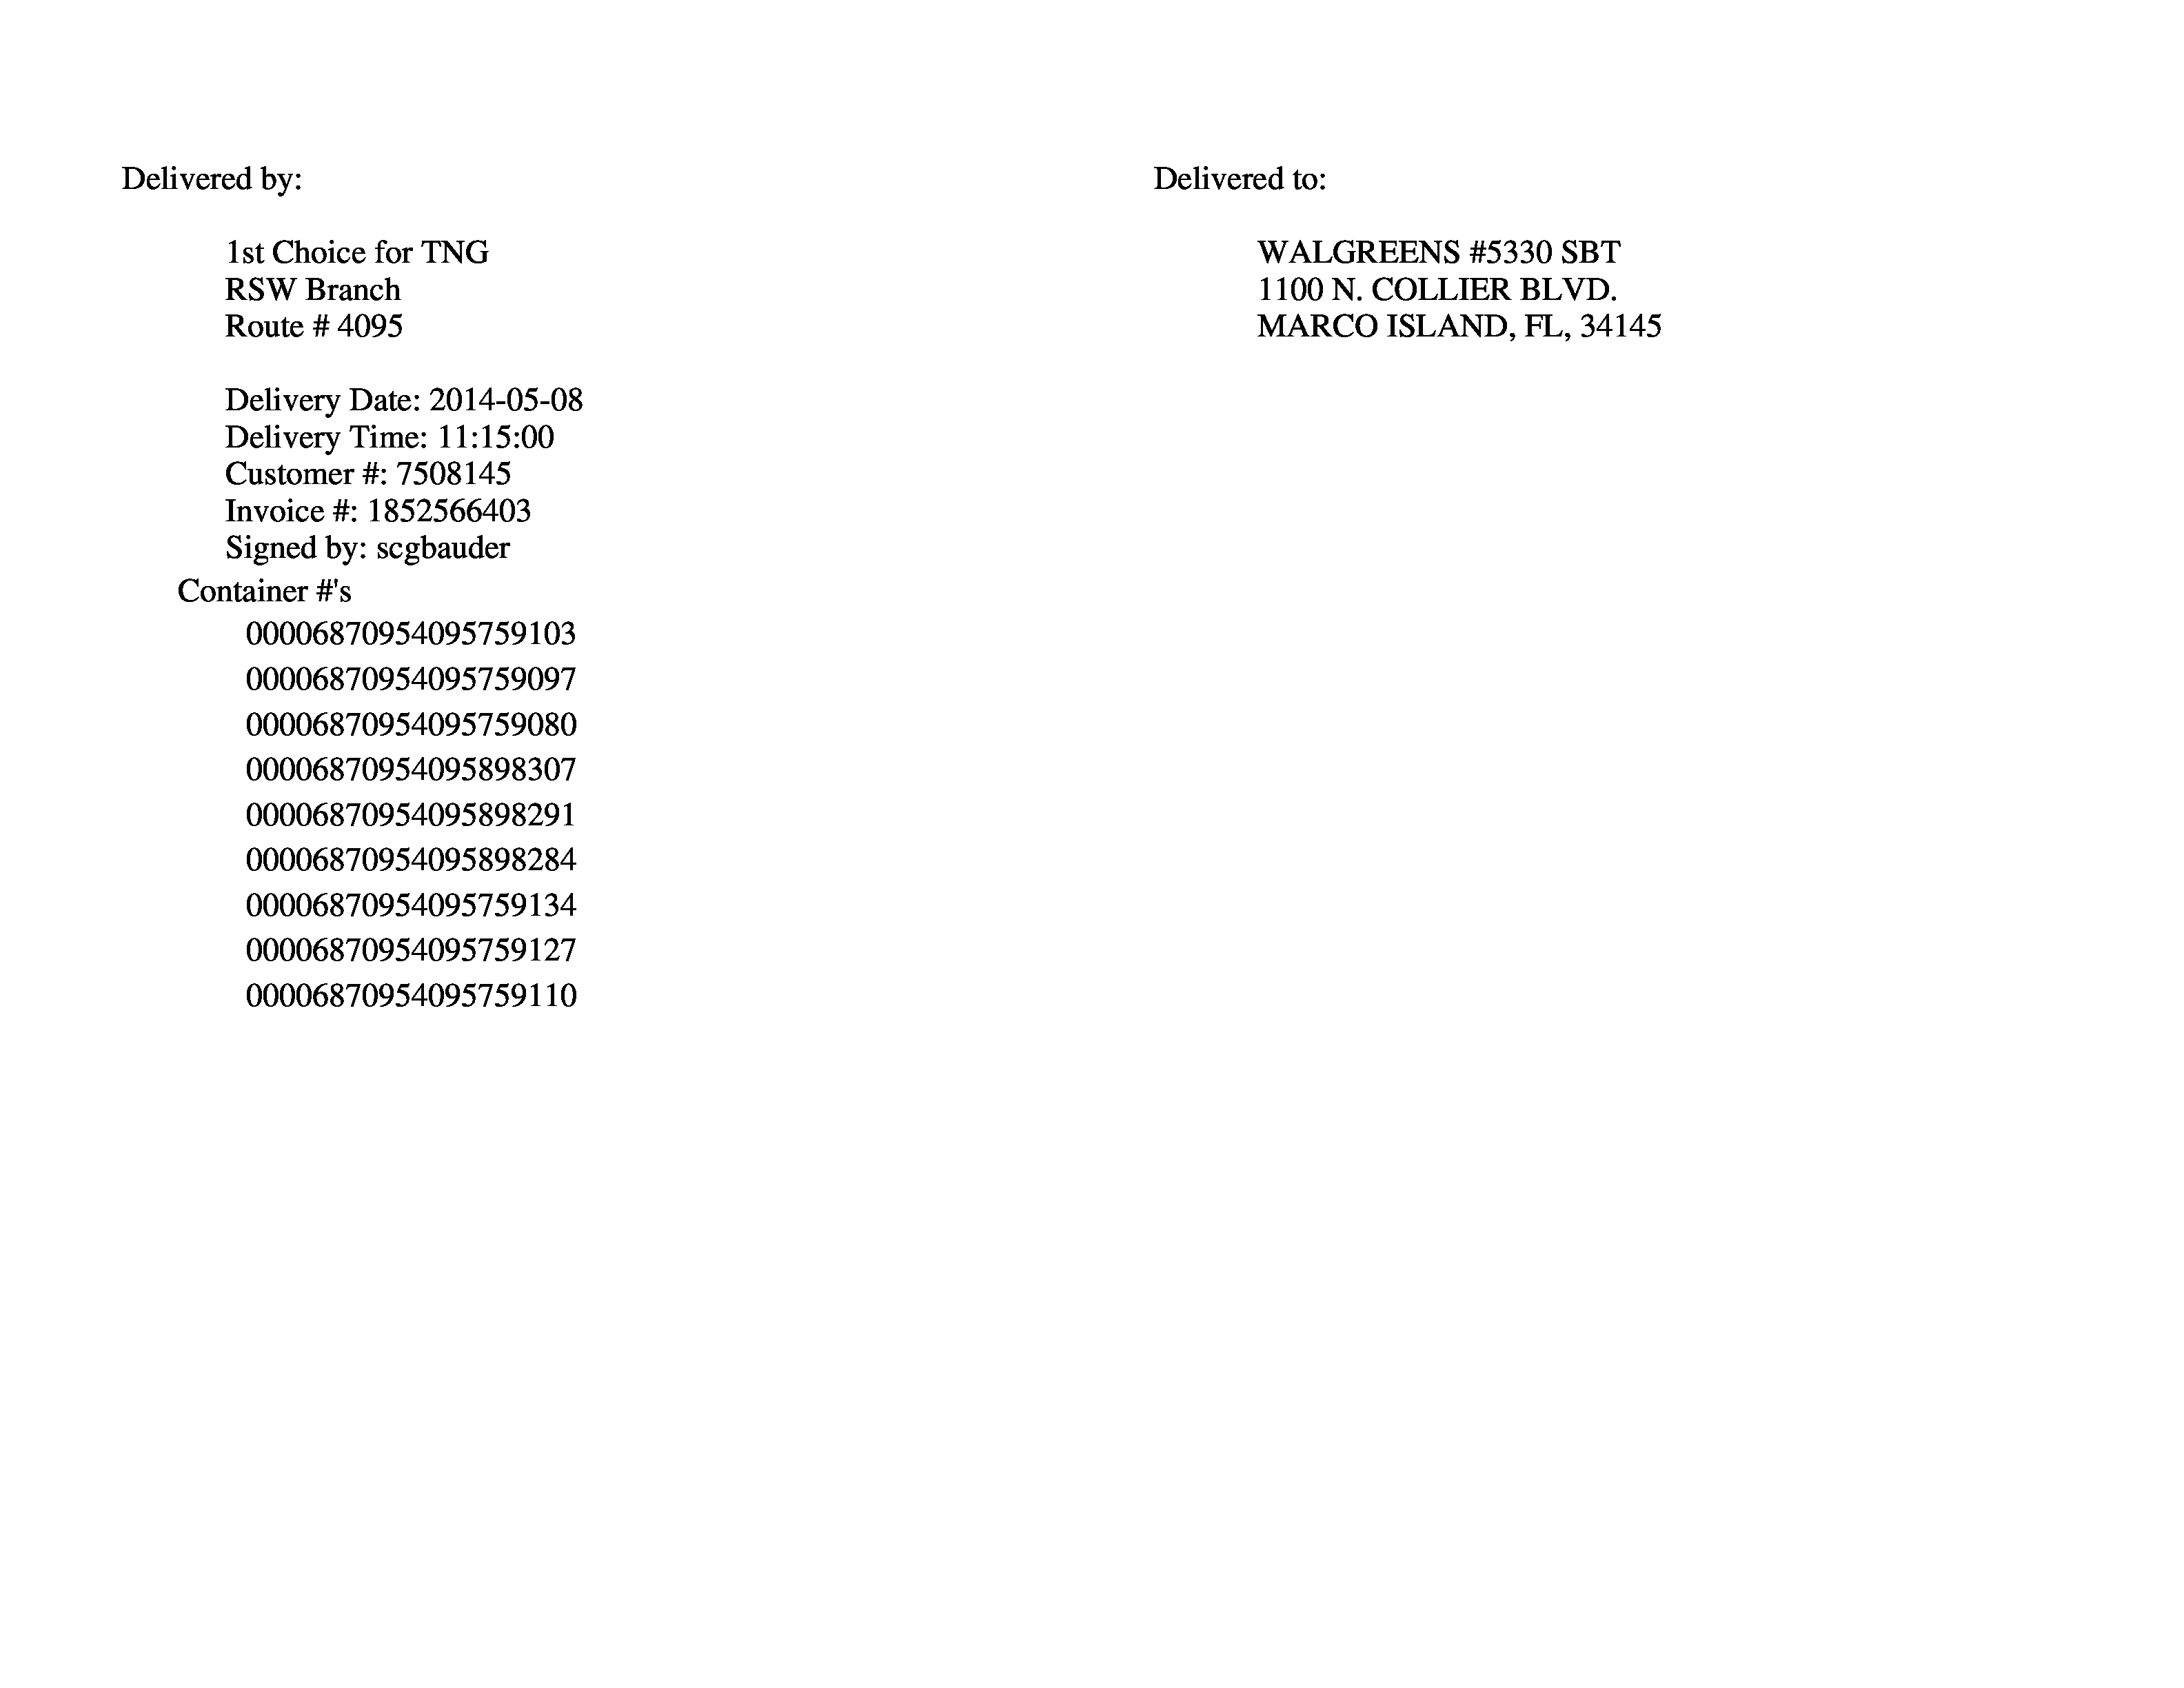 Delivered by:
1st Choice for TNG
RSW Branch
Route # 4095
Delivery Date: 2014-05-08
Delivery Time: 11:15:00
Customer #: 7508145
Invoice #: 1852566403
Signed by: scgbauder
Container #'s
00006870954095759103
00006870954095759097
00006870954095759080
00006870954095898307
00006870954095898291
00006870954095898284
00006870954095759134
00006870954095759127
00006870954095759110
Delivered to:
WALGREENS #5330 SBT
1100 N. COLLIER BLVD.
MARCO ISLAND, FL, 34145